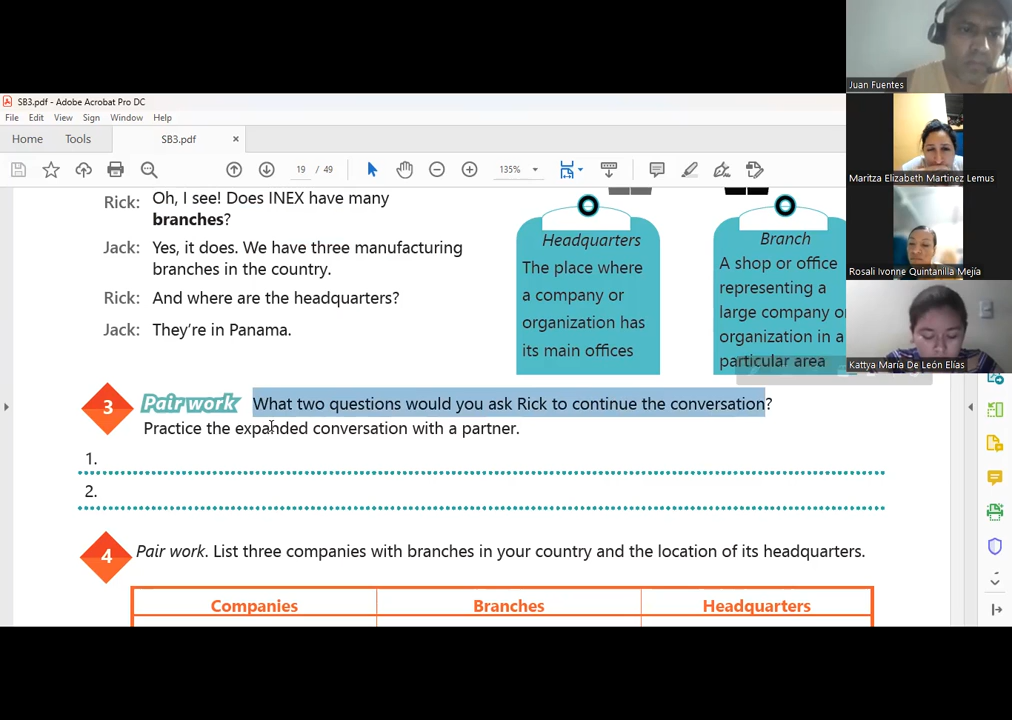 SB3.pdf - Adobe Acrobat Pro DC
File Edit View Sign Window Help
Home Tools SB3.pdf ×
19 / 49 135%
Rick: Oh, I see! Does INEX have many
branches?
Jack: Yes, it does. We have three manufacturing
branches in the country.
Rick: And where are the headquarters?
Jack: They're in Panama.
Headquarters
The place where
a company or
organization has
its main offices
Branch
A shop or office
representing a
large company or
organization in a
particular area
3 Pair work What two questions would you ask Rick to continue the conversation?
Practice the expanded conversation with a partner.
1.
2.
4 Pair work. List three companies with branches in your country and the location of its headquarters.
Companies Branches Headquarters
Juan Fuentes
Maritza Elizabeth Martinez Lemus
Rosali Ivonne Quintanilla Mejía
Kattya María De León Elías